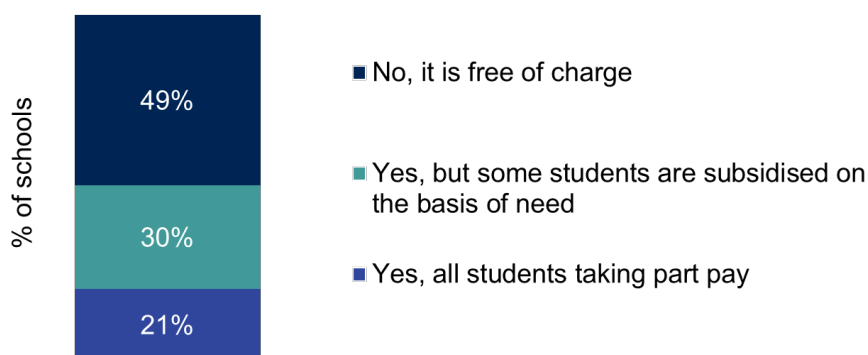 % of schools
49%
30%
21%
No, it is free of charge
Yes, but some students are subsidised on
the basis of need
Yes, all students taking part pay